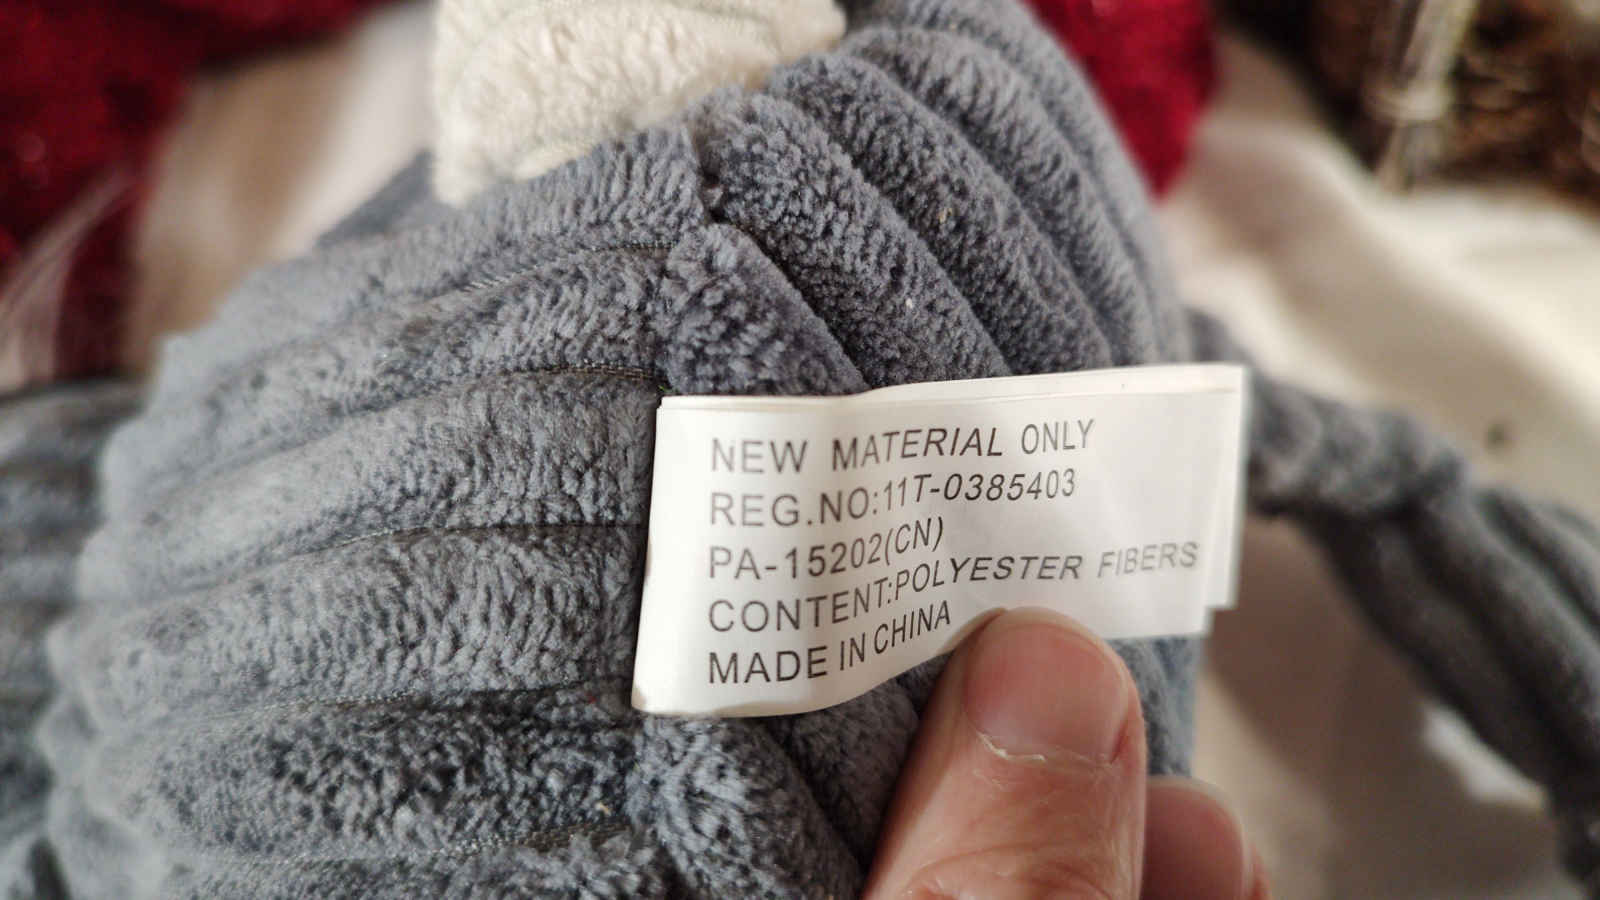 NEW MATERIAL ONLY
REG.NO:11T-0385403
PA-15202(CN)
CONTENT:POLYESTER FIBERS
MADE IN CHINA